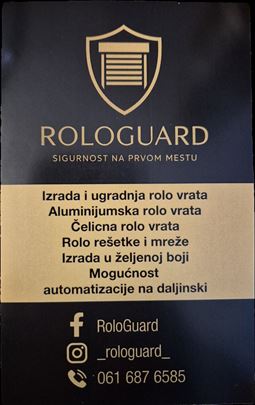 ROLOGUARD
SIGURNOST NA PRVOM MESTU
Izrada i ugradnja rolo vrata
Aluminijumska rolo vrata
Čelicna rolo vrata
Rolo rešetke i mreže
Izrada u željenoj boji
Mogućnost
automatizacije na daljinski
RoloGuard
_rologuard_
061 687 6585